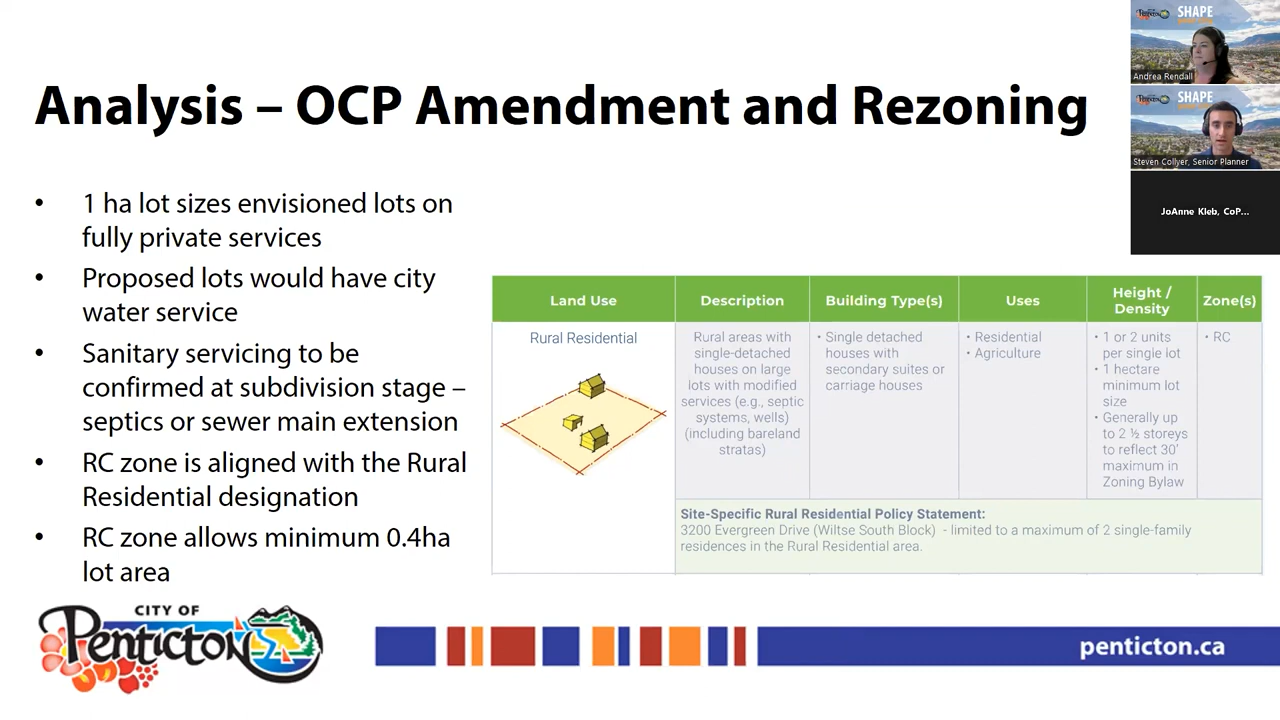 Analysis – OCP Amendment and Rezoning
• 1 ha lot sizes envisioned lots on
fully private services
• Proposed lots would have city
water service
• Sanitary servicing to be
confirmed at subdivision stage –
septics or sewer main extension
• RC zone is aligned with the Rural
Residential designation
• RC zone allows minimum 0.4ha
lot area
Land Use
Description
Building Type(s)
Uses
Height /
Density
Zone(s)
Rural Residential
Rural areas with
single-detached
houses on large
lots with modified
services (e.g., septic
systems, wells)
(including bareland
stratas)
• Single detached
houses with
secondary suites or
carriage houses
• Residential
• Agriculture
• 1 or 2 units
per single lot
• 1 hectare
minimum lot
size
• Generally up
to 2 ½ storeys
to reflect 30'
maximum in
Zoning Bylaw
• RC
Site-Specific Rural Residential Policy Statement:
3200 Evergreen Drive (Wiltse South Block) - limited to a maximum of 2 single-family
residences in the Rural Residential area.
CITY OF
Penticton
penticton.ca
Penticton
SHAPE
Andrea Rendall
Penticton
SHAPE
Steven Collyer, Senior Planner
JoAnne Kleb, CoP...